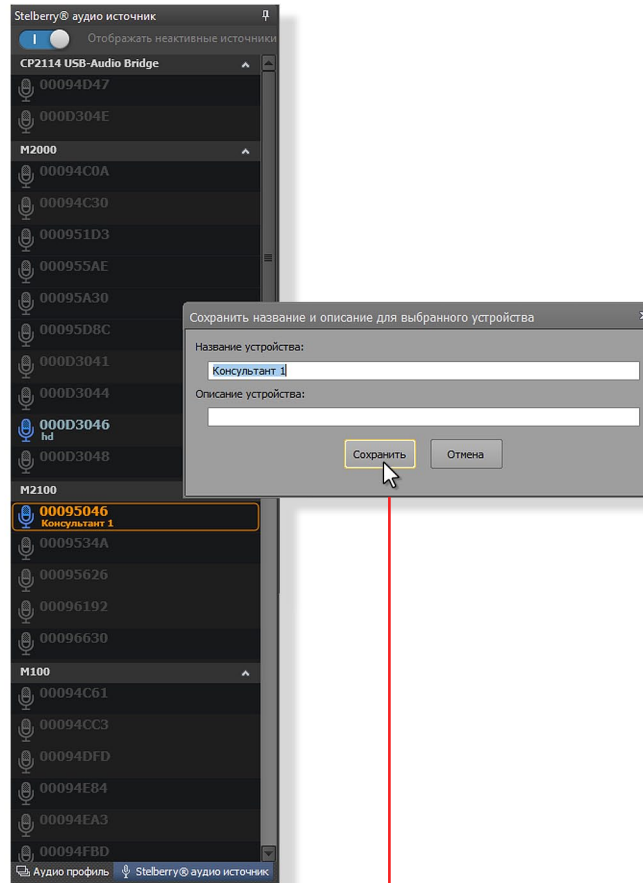 Stelberry® аудио источник
Отображать неактивные источники
CP2114 USB-Audio Bridge
00094D47
000D304E
M2000
00094C0A
00094C30
000951D3
000955AE
00095A30
00095D8C
000D3041
000D3044
000D3046
hd
000D3048
Сохранить название и описание для выбранного устройства
Название устройства:
Консультант 1
Описание устройства:
Сохранить
Отмена
M2100
00095046
Консультант 1
0009534A
00095626
00096192
00096630
M100
00094C61
00094CC3
00094DFD
00094E84
00094EA3
00094FBD
Аудио профиль
Stelberry® аудио источник